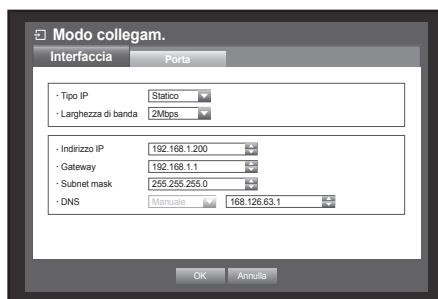 Modo collegam.
Interfaccia Porta
· Tipo IP Statico
· Larghezza di banda 2Mbps
· Indirizzo IP 192.168.1.200
· Gateway 192.168.1.1
· Subnet mask 255.255.255.0
· DNS Manuale 168.126.63.1
OK Annulla